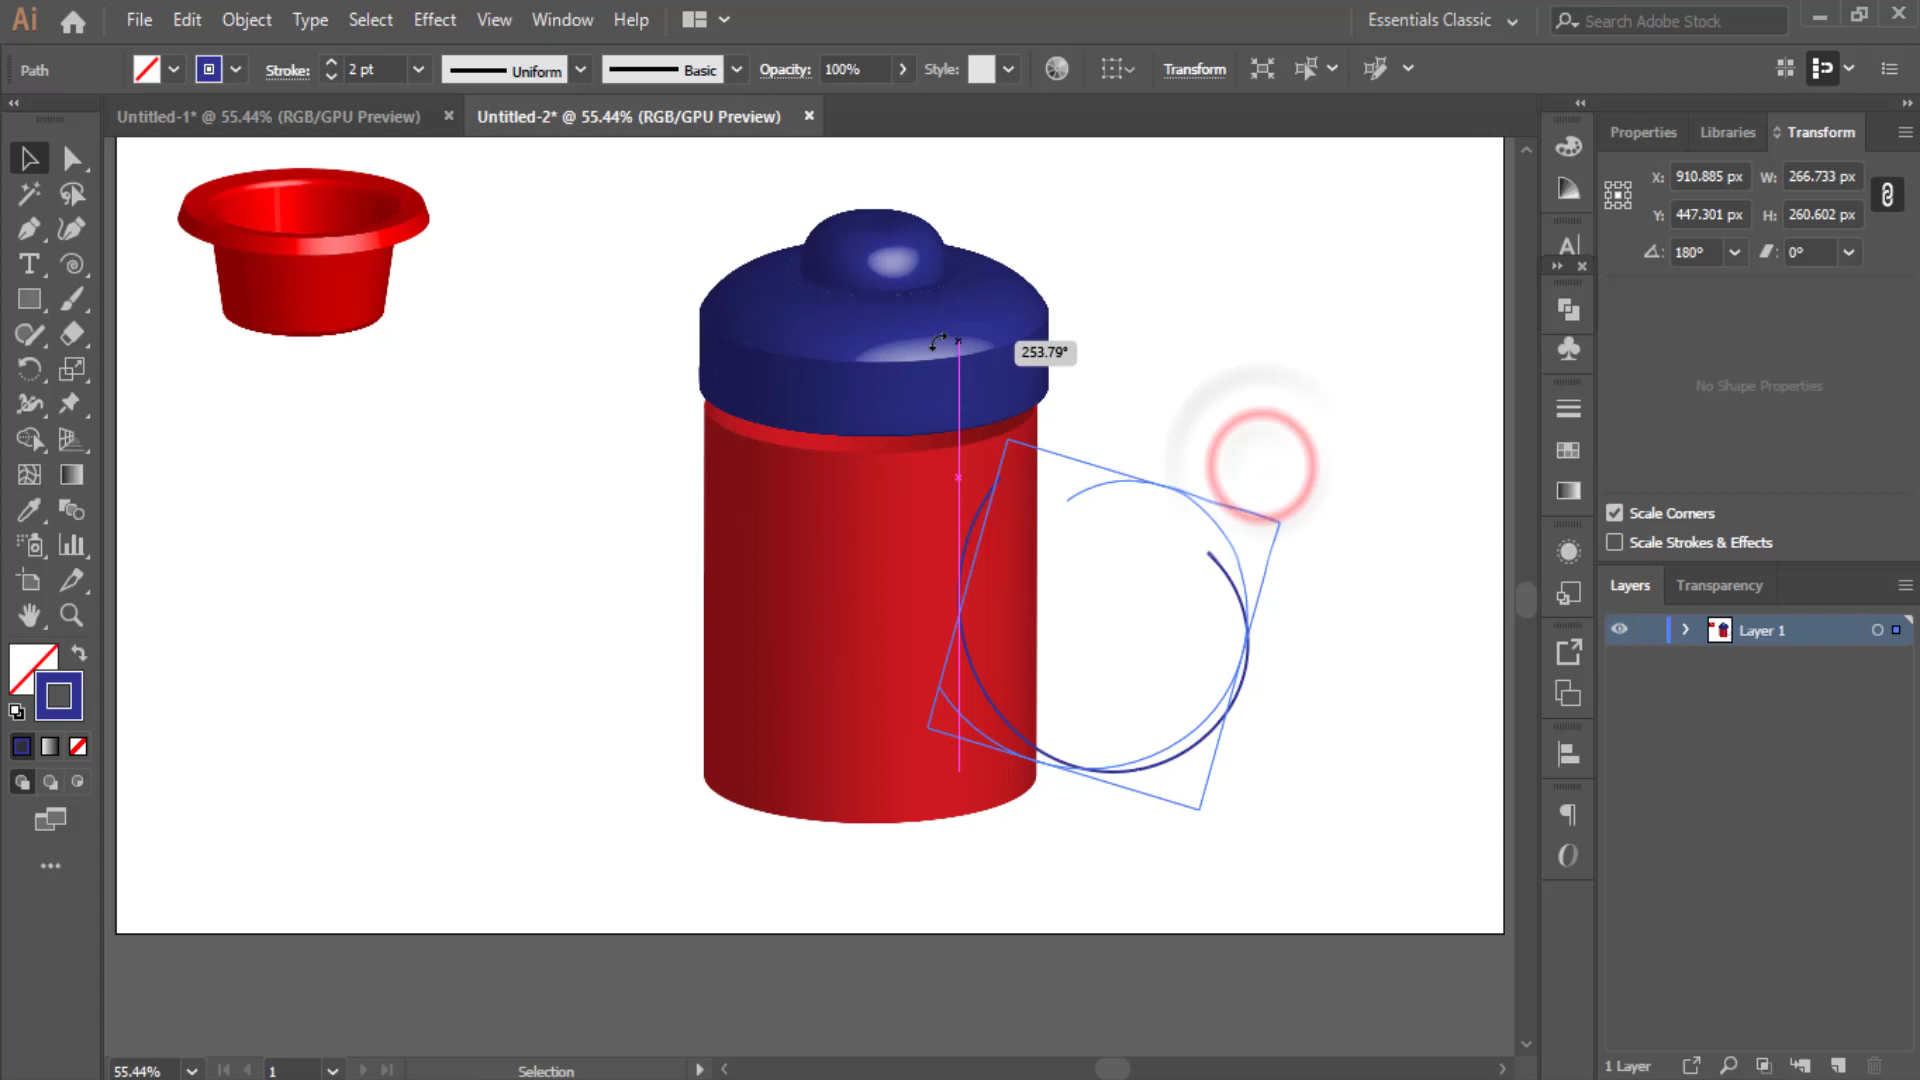 Ai File Edit Object Type Select Effect View Window Help Essentials Classic Search Adobe Stock
Path Stroke: 2 pt Uniform Basic Opacity: 100% Style: Transform
Untitled-1* @ 55.44% (RGB/GPU Preview) Untitled-2* @ 55.44% (RGB/GPU Preview)
Properties Libraries Transform
X: 910.885 px W: 266.733 px
Y: 447.301 px H: 260.602 px
180° 0°
253.79°
No Shape Properties
Scale Corners
Scale Strokes & Effects
Layers Transparency
Layer 1
1 Layer
55.44% 1 Selection